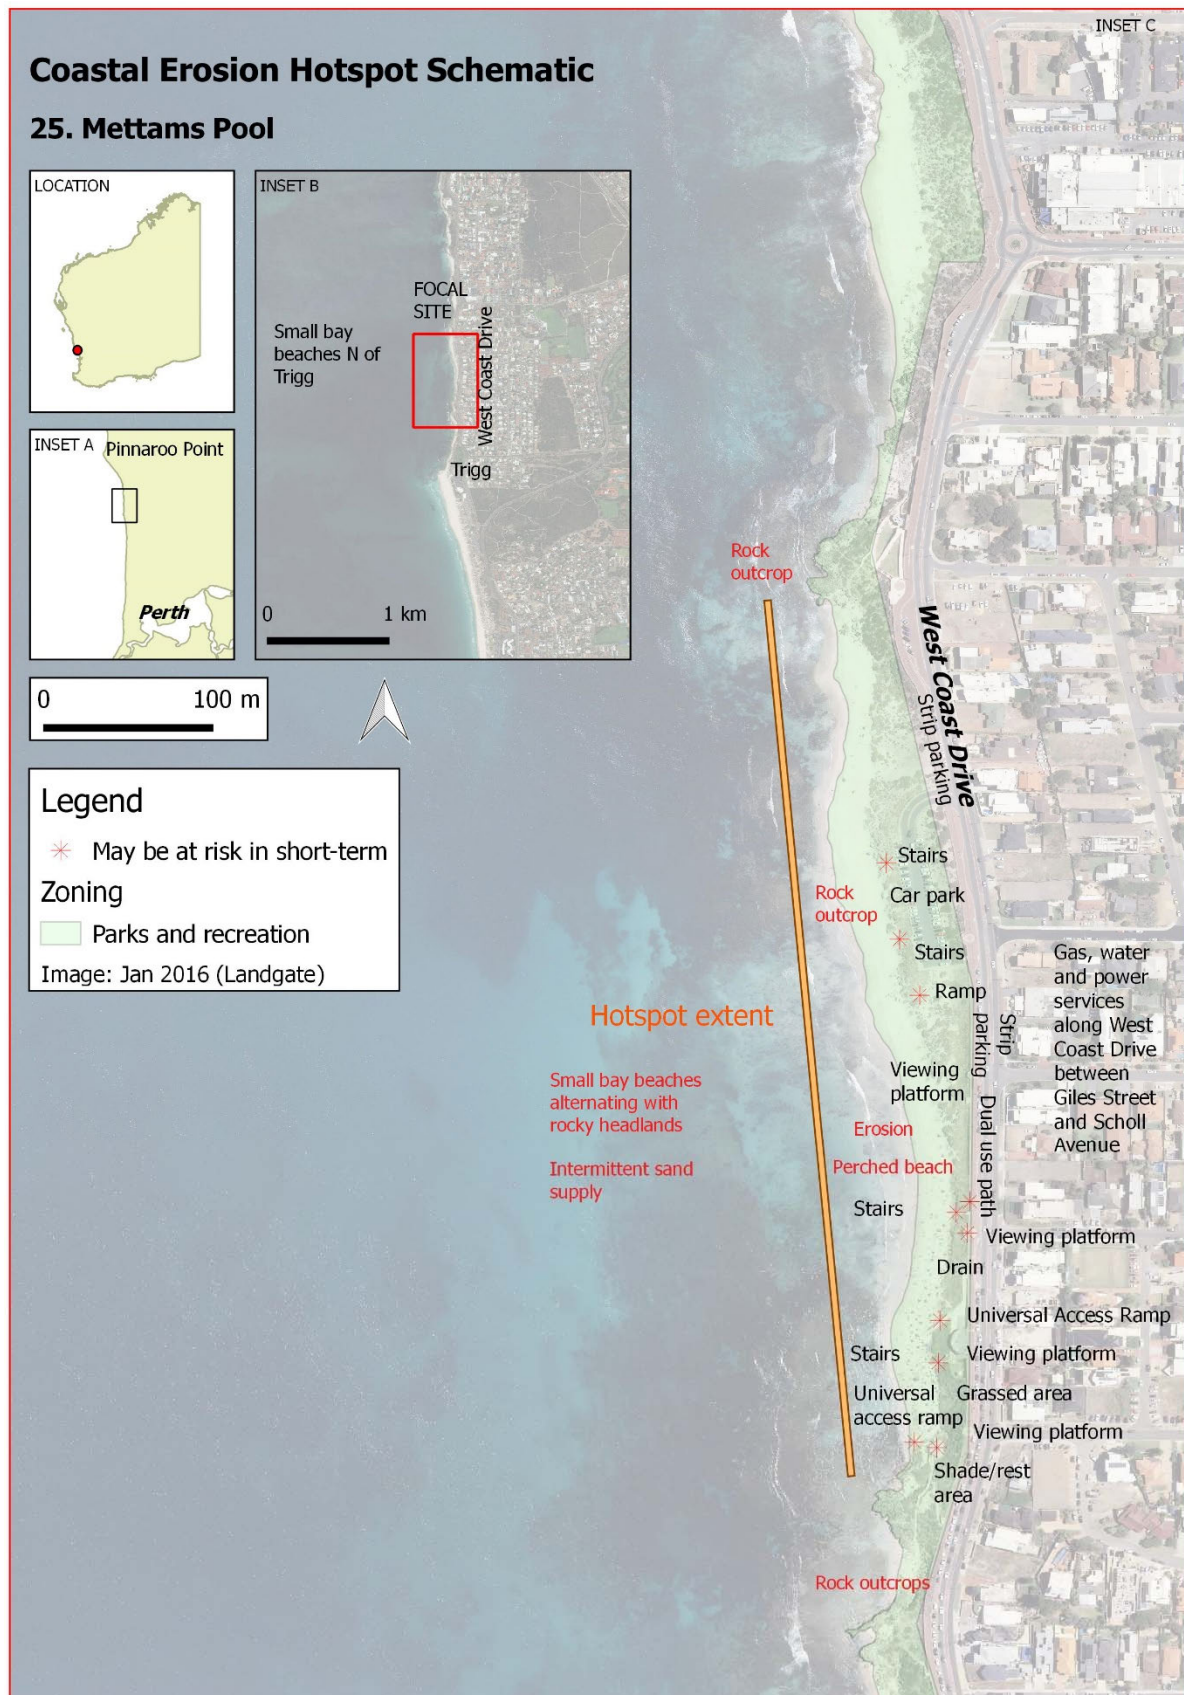 INSET C
Coastal Erosion Hotspot Schematic
25. Mettams Pool
LOCATION
INSET B
FOCAL
SITE
Small bay
beaches N of
Trigg
West Coast Drive
Trigg
0 1 km
INSET A
Pinnaroo Point
Perth
0 100 m
Legend
May be at risk in short-term
Zoning
Parks and recreation
Image: Jan 2016 (Landgate)
Rock
outcrop
West Coast Drive
Strip parking
Stairs
Car park
Rock
outcrop
Stairs
Ramp
Gas, water
and power
services
along West
Coast Drive
between
Giles Street
and Scholl
Avenue
Strip
parking
Hotspot extent
Viewing
platform
Small bay beaches
alternating with
rocky headlands
Intermittent sand
supply
Dual use path
Erosion
Perched beach
Stairs
Viewing platform
Drain
Universal Access Ramp
Stairs
Viewing platform
Universal
access ramp
Grassed area
Viewing platform
Shade/rest
area
Rock outcrops